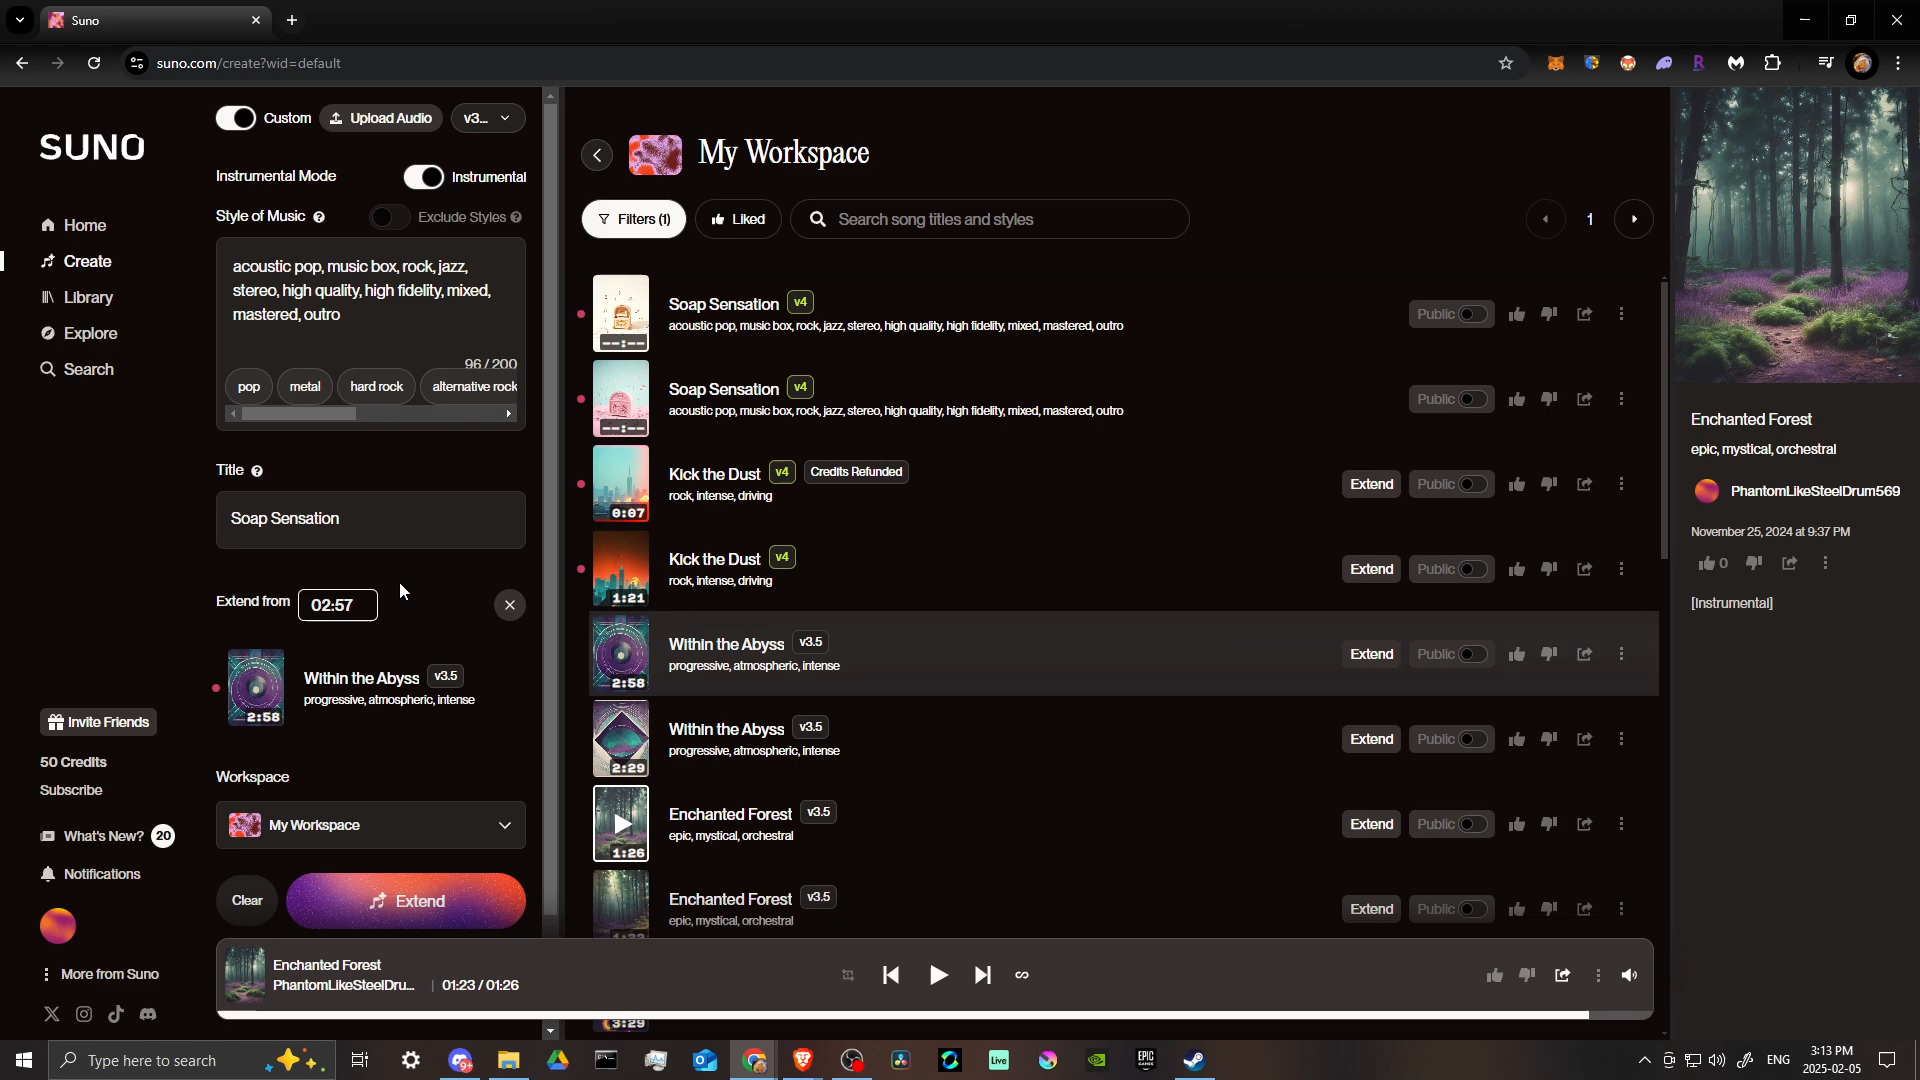 Suno
suno.com/create?wid=default
SUNO
Home
Create
Library
Explore
Search
Invite Friends
50 Credits
Subscribe
What's New? 20
Notifications
More from Suno
Custom
Upload Audio
v3...
Instrumental Mode
Instrumental
Style of Music
Exclude Styles
acoustic pop, music box, rock, jazz,
stereo, high quality, high fidelity, mixed,
mastered, outro
96 / 200
pop
metal
hard rock
alternative rock
Title
Soap Sensation
Extend from 02:57
Within the Abyss v3.5
progressive, atmospheric, intense
2:58
Workspace
My Workspace
Clear
Extend
My Workspace
Filters (1)
Liked
Search song titles and styles
1
Soap Sensation v4
acoustic pop, music box, rock, jazz, stereo, high quality, high fidelity, mixed, mastered, outro
--:--
Public
Soap Sensation v4
acoustic pop, music box, rock, jazz, stereo, high quality, high fidelity, mixed, mastered, outro
--:--
Public
Kick the Dust v4 Credits Refunded
rock, intense, driving
0:07
Extend Public
Kick the Dust v4
rock, intense, driving
1:21
Extend Public
Within the Abyss v3.5
progressive, atmospheric, intense
2:58
Extend Public
Within the Abyss v3.5
progressive, atmospheric, intense
2:29
Extend Public
Enchanted Forest v3.5
epic, mystical, orchestral
1:26
Extend Public
Enchanted Forest v3.5
epic, mystical, orchestral
Extend Public
3:29
Enchanted Forest
epic, mystical, orchestral
PhantomLikeSteelDrum569
November 25, 2024 at 9:37 PM
0
[Instrumental]
Enchanted Forest
PhantomLikeSteelDru... | 01:23 / 01:26
Type here to search
9+
Live
EPIC
GAMES
ENG
3:13 PM
2025-02-05